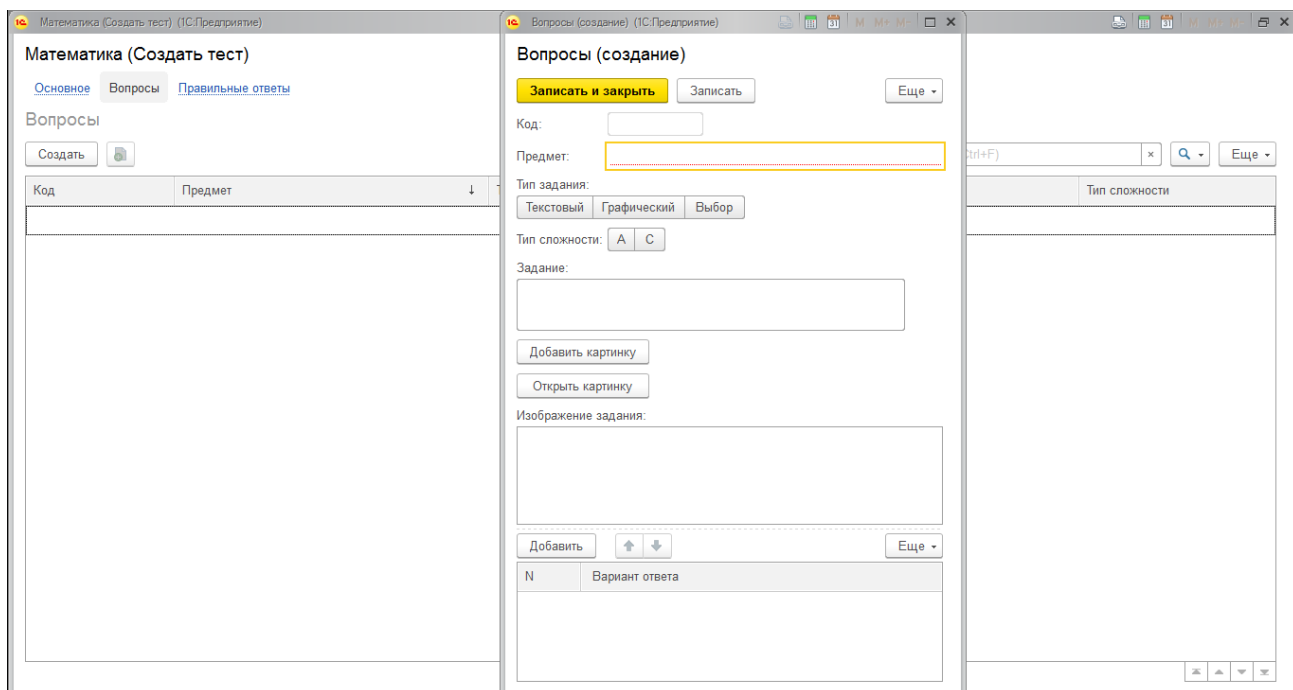 Математика (Создать тест) (1С:Предприятие)
Математика (Создать тест)
Основное Вопросы Правильные ответы
Вопросы
Создать
Код Предмет
Вопросы (создание) (1С:Предприятие) M M+ M-
Вопросы (создание)
Записать и закрыть Записать Еще
Код:
Предмет:
Тип задания:
Текстовый Графический Выбор
Тип сложности: А С
Задание:
Добавить картинку
Открыть картинку
Изображение задания:
Добавить Еще
N Вариант ответа
M M+ M-
Ctrl+F) × Еще
Тип сложности